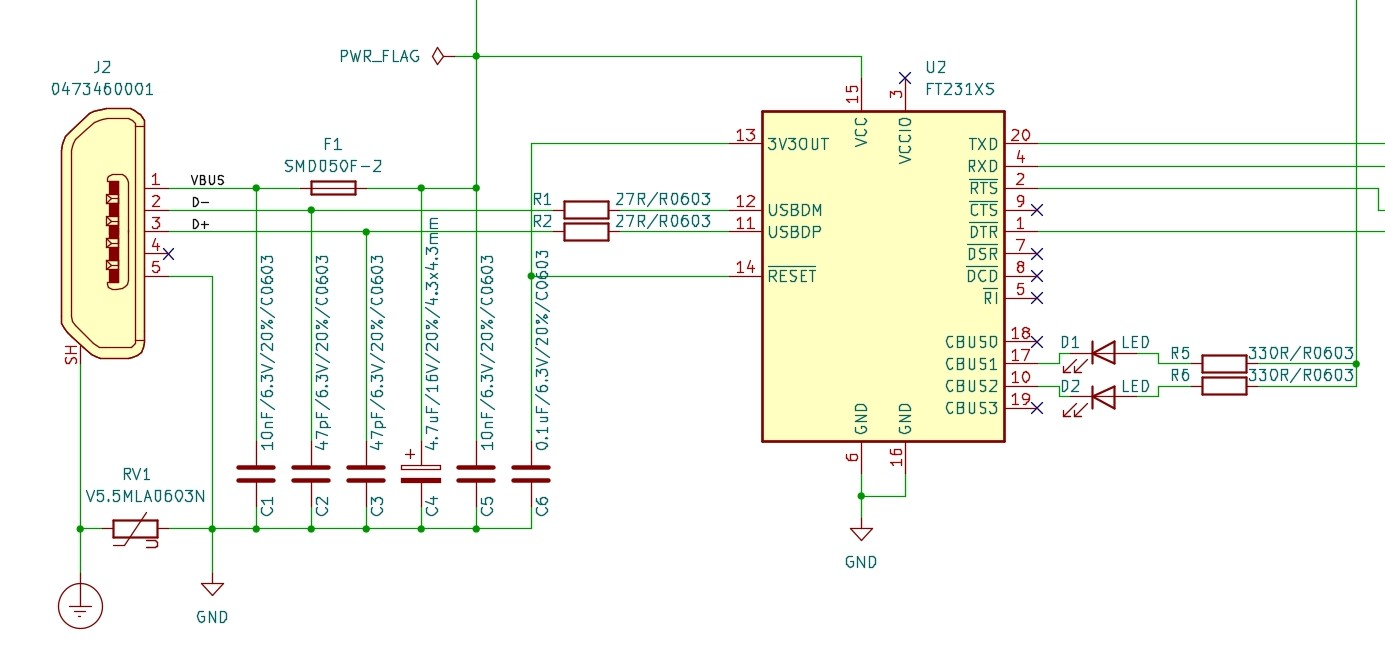 PWR_FLAG
J2
0473460001
U2
FT231XS
15
3
VCC
VCCIO
F1
SMD050F-2
1
VBUS
2
D-
3
D+
4
5
SH
R1
27R/R0603
R2
27R/R0603
13
3V3OUT
12
USBDM
11
USBDP
14
RESET
TXD
20
RXD
4
RTS
2
CTS
9
DTR
1
DSR
7
DCD
8
RI
5
CBUS0
18
CBUS1
17
CBUS2
10
CBUS3
19
D1
LED
R5
330R/R0603
D2
LED
R6
330R/R0603
10nF/6.3V/20%/C0603
47pF/6.3V/20%/C0603
47pF/6.3V/20%/C0603
4.7uF/16V/20%/4.3x4.3mm
10nF/6.3V/20%/C0603
0.1uF/6.3V/20%/C0603
+
C1
C2
C3
C4
C5
C6
RV1
V5.5MLA0603N
U
GND
GND
GND
6
16
GND